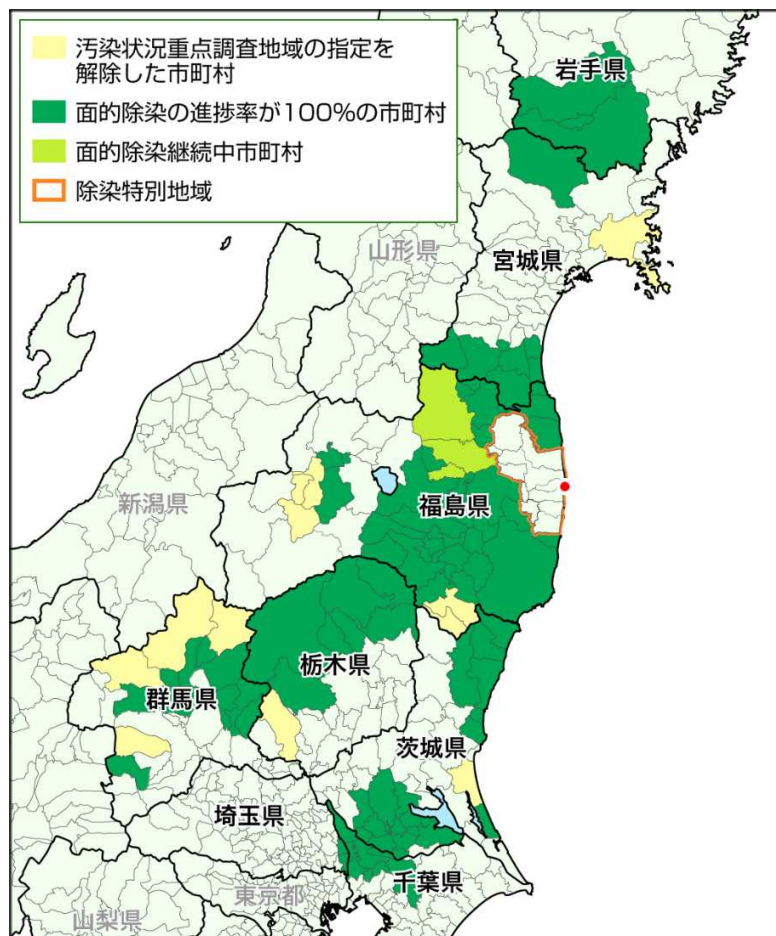 汚染状況重点調査地域の指定を
解除した市町村
面的除染の進捗率が100%の市町村
面的除染継続中市町村
除染特別地域
岩手県
山形県
宮城県
新潟県
福島県
栃木県
群馬県
茨城県
埼玉県
千葉県
東京都
山梨県